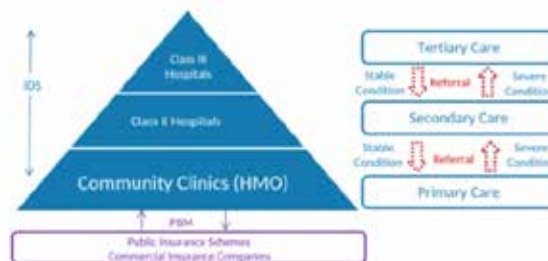 Class III
Hospitals
IDS
Class II Hospitals
Community Clinics (HMO)
PBM
Public Insurance Schemes
Commercial Insurance Companies
Tertiary Care
Stable
Condition
Referral
Severe
Condition
Secondary Care
Stable
Condition
Referral
Severe
Condition
Primary Care